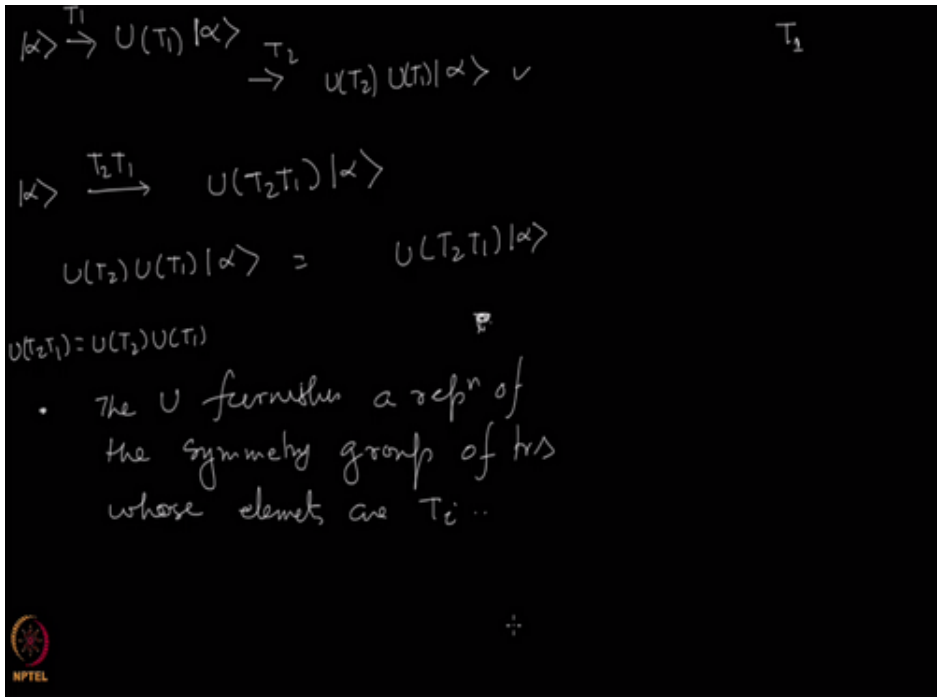 |α> T1→ U(T1) |α>
T1
T2→ U(T2) U(T1)|α> ✓
|α> T2T1→ U(T2T1)|α>
U(T2) U(T1)|α> = U(T2T1)|α>
U(T2T1) = U(T2)U(T1)
• The U furnishes a repn of
the symmetry group of trs
whose elemets are Ti ..
NPTEL